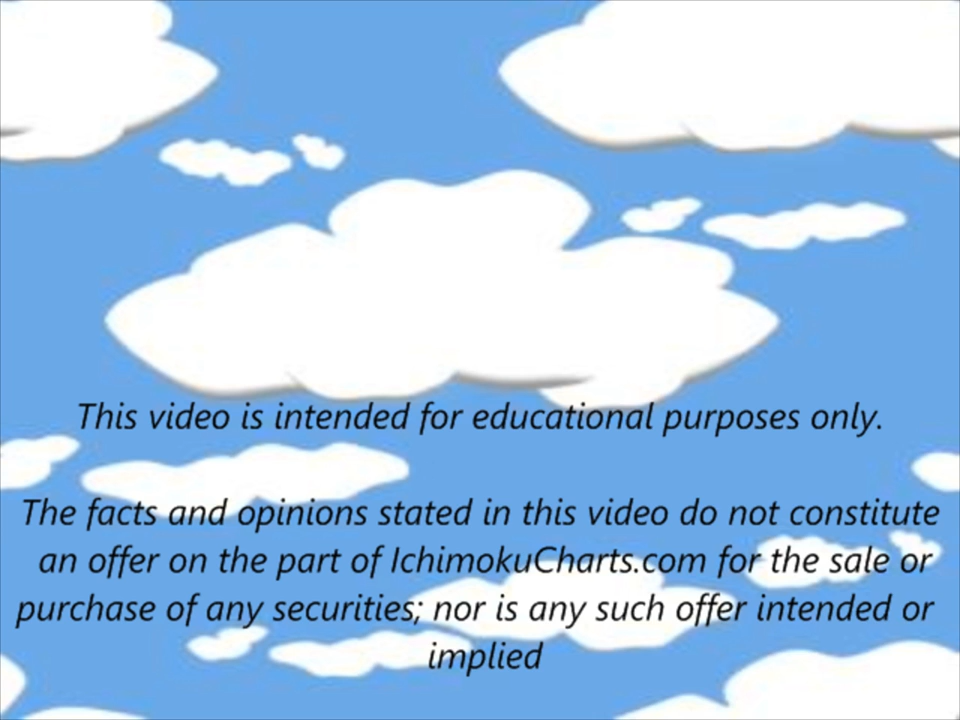 This video is intended for educational purposes only.
The facts and opinions stated in this video do not constitute
an offer on the part of IchimokuCharts.com for the sale or
purchase of any securities; nor is any such offer intended or
implied